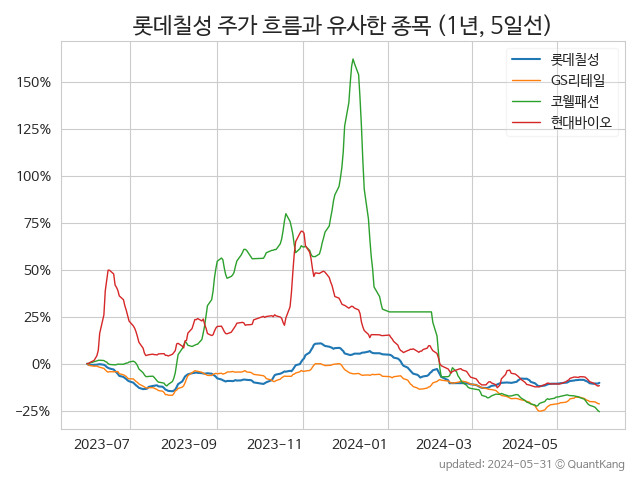 롯데칠성 주가 흐름과 유사한 종목 (1년, 5일선)
롯데칠성
GS리테일
코웰패션
현대바이오
150%
125%
100%
75%
50%
25%
0%
−25%
2023-07 2023-09 2023-11 2024-01 2024-03 2024-05
updated: 2024-05-31 © QuantKang